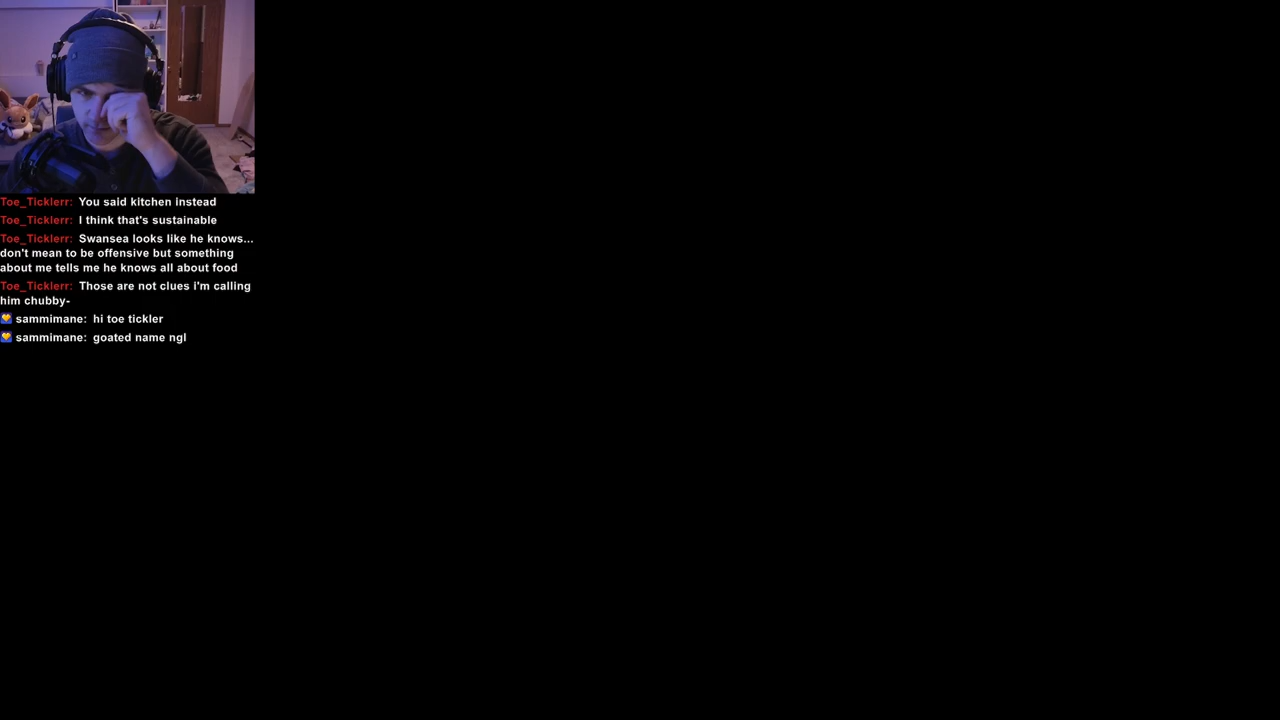 Toe_Ticklerr: You said kitchen instead
Toe_Ticklerr: I think that's sustainable
Toe_Ticklerr: Swansea looks like he knows...
don't mean to be offensive but something
about me tells me he knows all about food
Toe_Ticklerr: Those are not clues i'm calling
him chubby-
sammimane: hi toe tickler
sammimane: goated name ngl